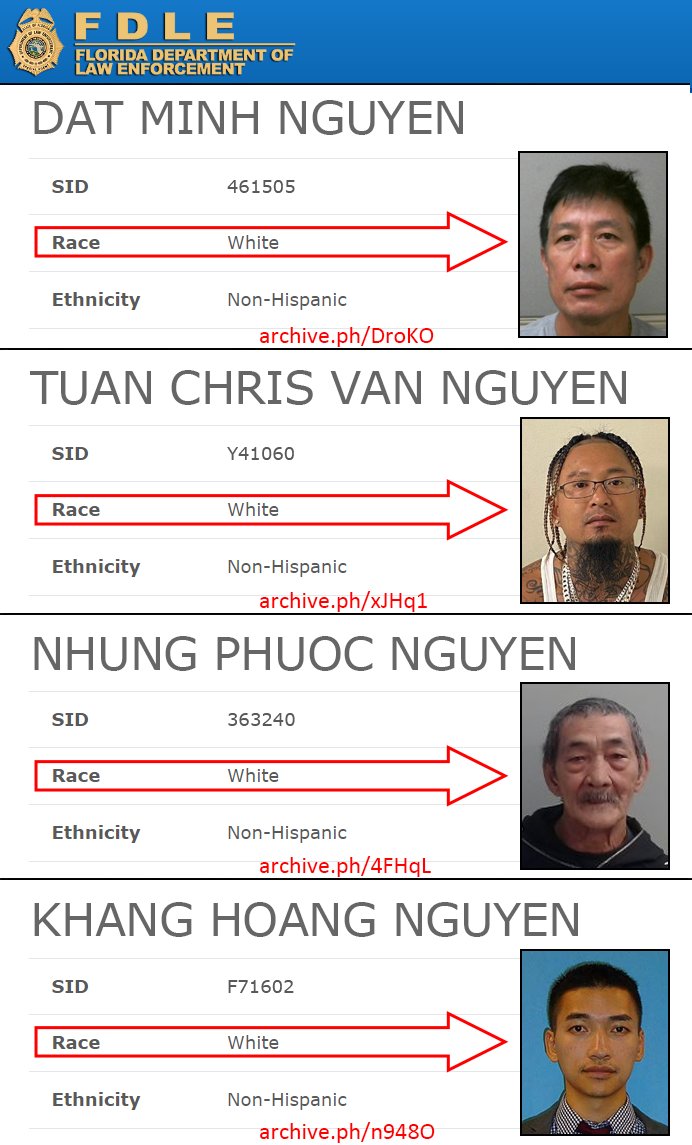 FDLE
FLORIDA DEPARTMENT OF
LAW ENFORCEMENT
DAT MINH NGUYEN
SID 461505
Race White
Ethnicity Non-Hispanic
archive.ph/DroKO
TUAN CHRIS VAN NGUYEN
SID Y41060
Race White
Ethnicity Non-Hispanic
archive.ph/xJHq1
NHUNG PHUOC NGUYEN
SID 363240
Race White
Ethnicity Non-Hispanic
archive.ph/4FHqL
KHANG HOANG NGUYEN
SID F71602
Race White
Ethnicity Non-Hispanic
archive.ph/n948O